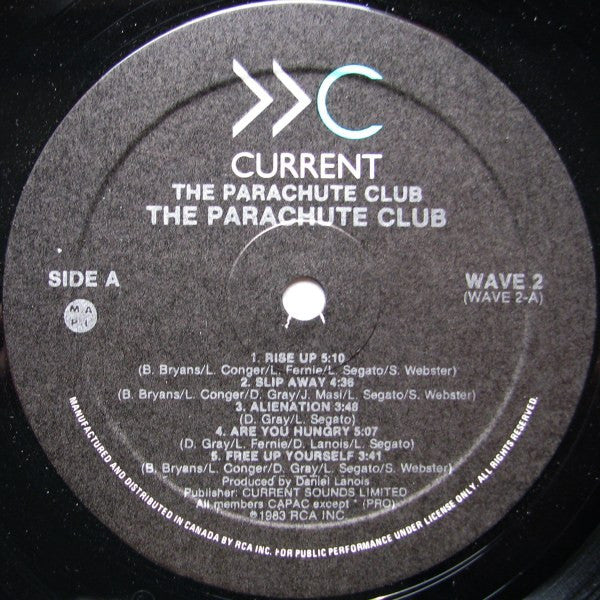 CURRENT
THE PARACHUTE CLUB
THE PARACHUTE CLUB
SIDE A
WAVE 2
(WAVE 2-A)
M A
P L
1. RISE UP 5:10
(B. Bryans/L. Conger/L. Fernie/L. Segato/S. Webster)
2. SLIP AWAY 4:36
(B. Bryans/L. Conger/D. Gray/J. Masi/L. Segato/S. Webster)
3. ALIENATION 3:48
(D. Gray/L. Segato)
4. ARE YOU HUNGRY 5:07
(D. Gray/L. Fernie/D. Lanois/L. Segato)
5. FREE UP YOURSELF 3:41
(B. Bryans/L. Conger/D. Gray/L. Segato/S. Webster)
Produced by Daniel Lanois
Publisher: CURRENT SOUNDS LIMITED
All members CAPAC except * (PRO)
℗1983 RCA INC.
MANUFACTURED AND DISTRIBUTED IN CANADA BY RCA INC. FOR PUBLIC PERFORMANCE UNDER LICENSE ONLY. ALL RIGHTS RESERVED.